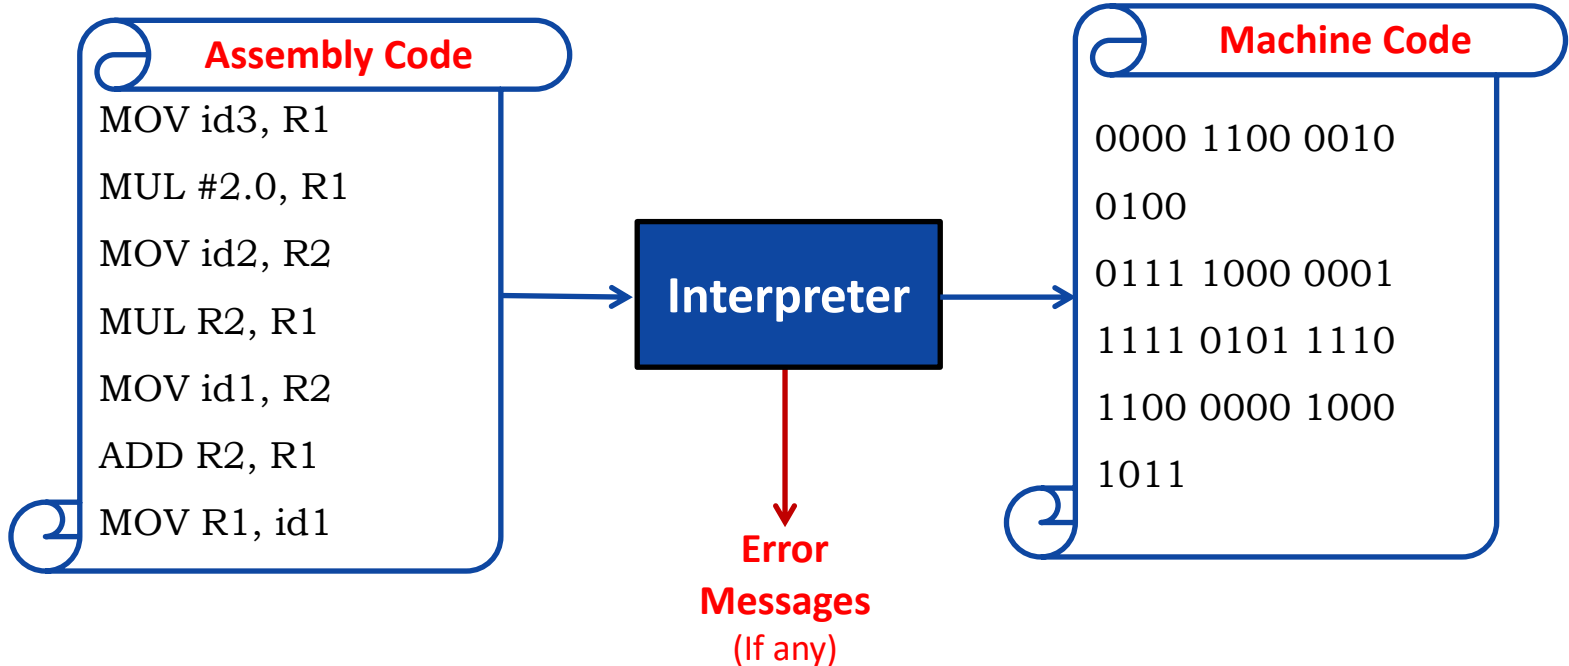 Assembly Code
MOV id3, R1
MUL #2.0, R1
MOV id2, R2
MUL R2, R1
MOV id1, R2
ADD R2, R1
MOV R1, id1
Interpreter
Error
Messages
(If any)
Machine Code
0000 1100 0010
0100
0111 1000 0001
1111 0101 1110
1100 0000 1000
1011